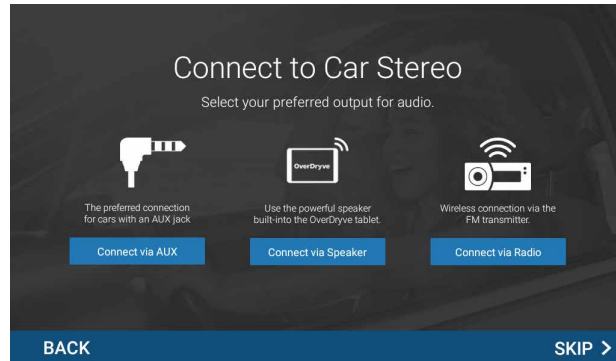 Connect to Car Stereo
Select your preferred output for audio.
OverDryve
The preferred connection
for cars with an AUX jack
Use the powerful speaker
built-into the OverDryve tablet.
Wireless connection via the
FM transmitter.
Connect via AUX
Connect via Speaker
Connect via Radio
BACK
SKIP